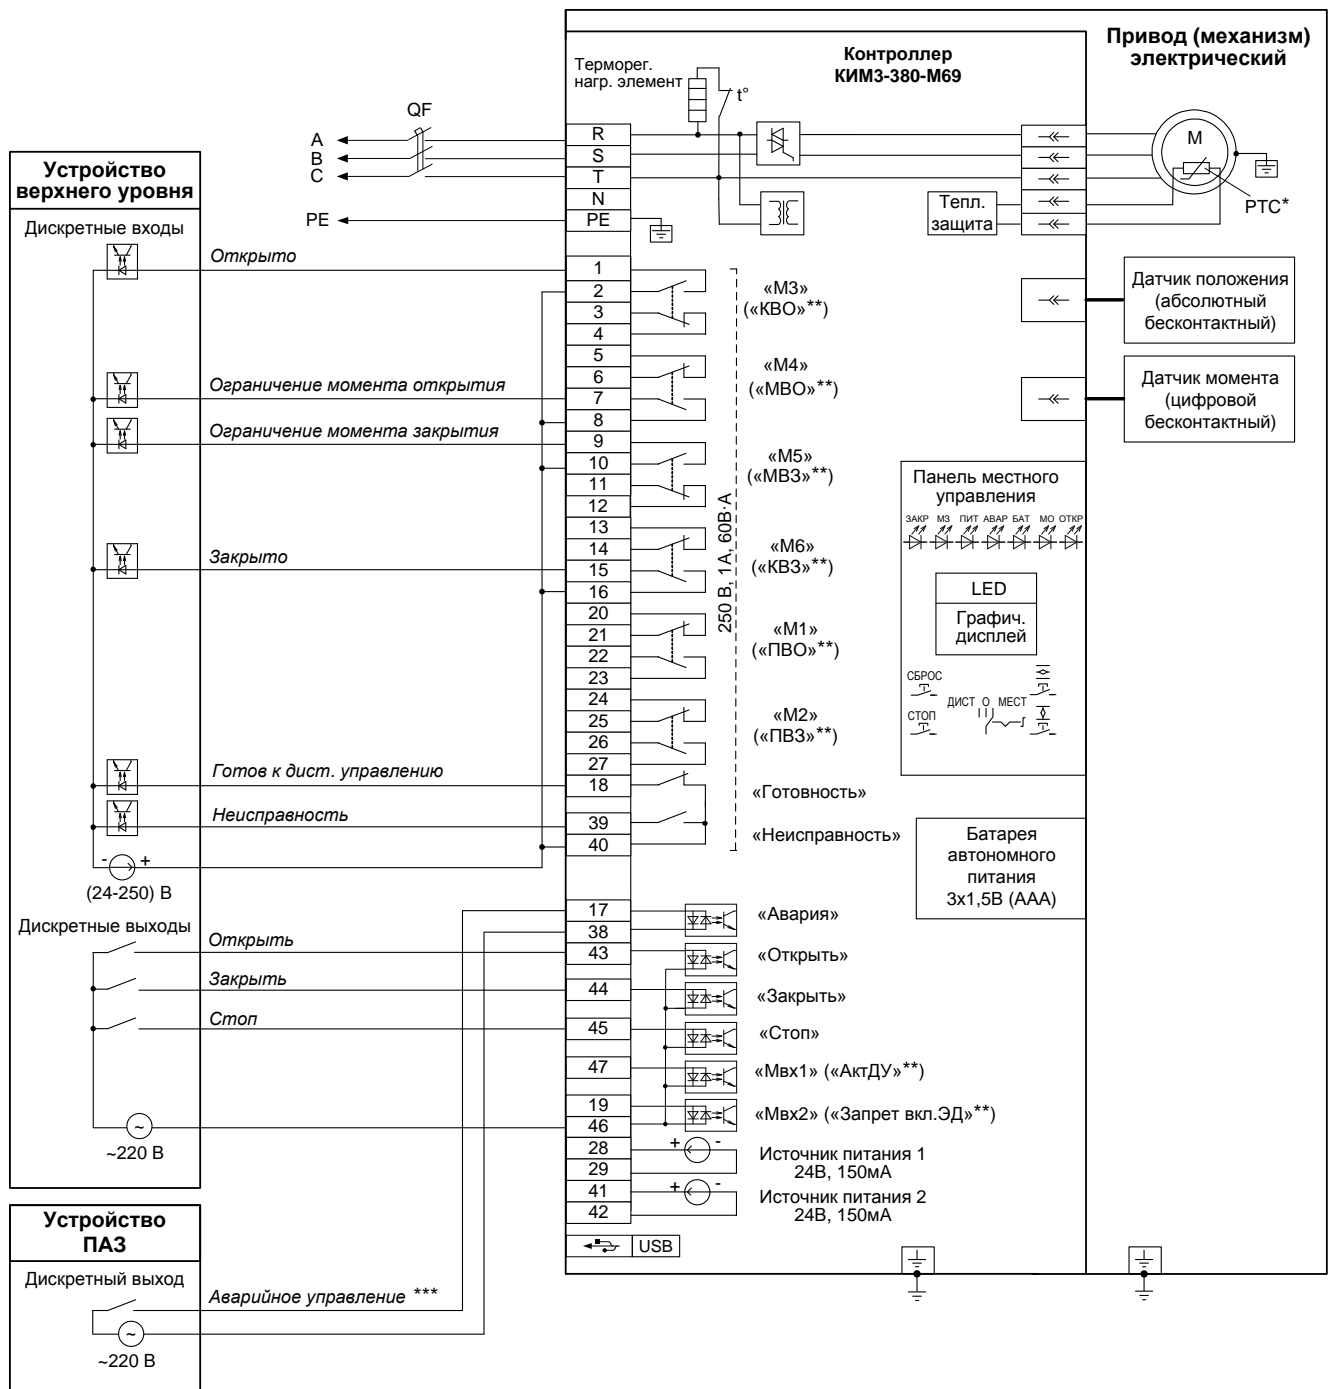 Контроллер
КИМ3-380-М69
Привод (механизм)
электрический
Терморег.
нагр. элемент
t°
QF
A
B
C
PE
R
S
T
N
PE
M
PTC*
Тепл.
защита
Устройство
верхнего уровня
Дискретные входы
Открыто
Ограничение момента открытия
Ограничение момента закрытия
Закрыто
Готов к дист. управлению
Неисправность
- +
(24-250) В
Дискретные выходы
Открыть
Закрыть
Стоп
~
~220 В
Устройство
ПАЗ
Дискретный выход
Аварийное управление ***
~
~220 В
1
2
3
4
5
6
7
8
9
10
11
12
13
14
15
16
20
21
22
23
24
25
26
27
18
39
40
17
38
43
44
45
47
19
46
28
29
41
42
USB
«М3»
(«КВО»**)
«М4»
(«МВО»**)
«М5»
(«МВЗ»**)
«М6»
(«КВЗ»**)
«М1»
(«ПВО»**)
«М2»
(«ПВЗ»**)
250 В, 1А, 60В·А
«Готовность»
«Неисправность»
«Авария»
«Открыть»
«Закрыть»
«Стоп»
«Мвх1» («АктДУ»**)
«Мвх2» («Запрет вкл.ЭД»**)
+ -
Источник питания 1
24В, 150мА
+ -
Источник питания 2
24В, 150мА
Датчик положения
(абсолютный
бесконтактный)
Датчик момента
(цифровой
бесконтактный)
Панель местного
управления
ЗАКР МЗ ПИТ АВАР БАТ МО ОТКР
LED
Графич.
дисплей
СБРОС
СТОП
ДИСТ О МЕСТ
Батарея
автономного
питания
3х1,5В (ААА)